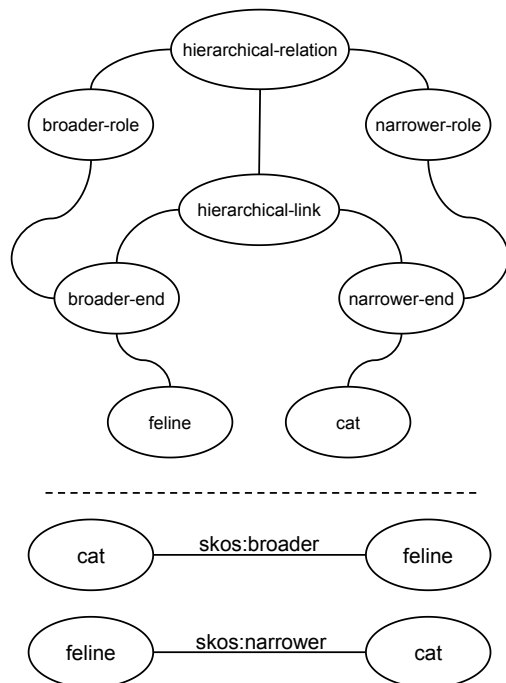 hierarchical-relation
broader-role
narrower-role
hierarchical-link
broader-end
narrower-end
feline
cat
cat
skos:broader
feline
feline
skos:narrower
cat